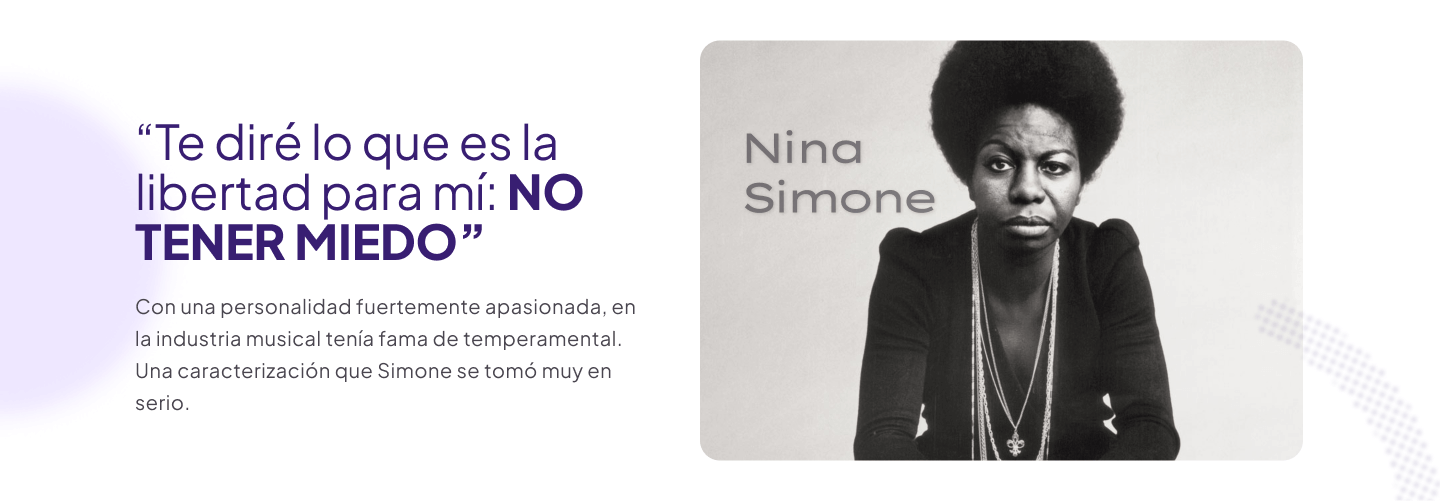 “Te diré lo que es la
libertad para mí: NO
TENER MIEDO”
Con una personalidad fuertemente apasionada, en
la industria musical tenía fama de temperamental.
Una caracterización que Simone se tomó muy en
serio.
Nina
Simone